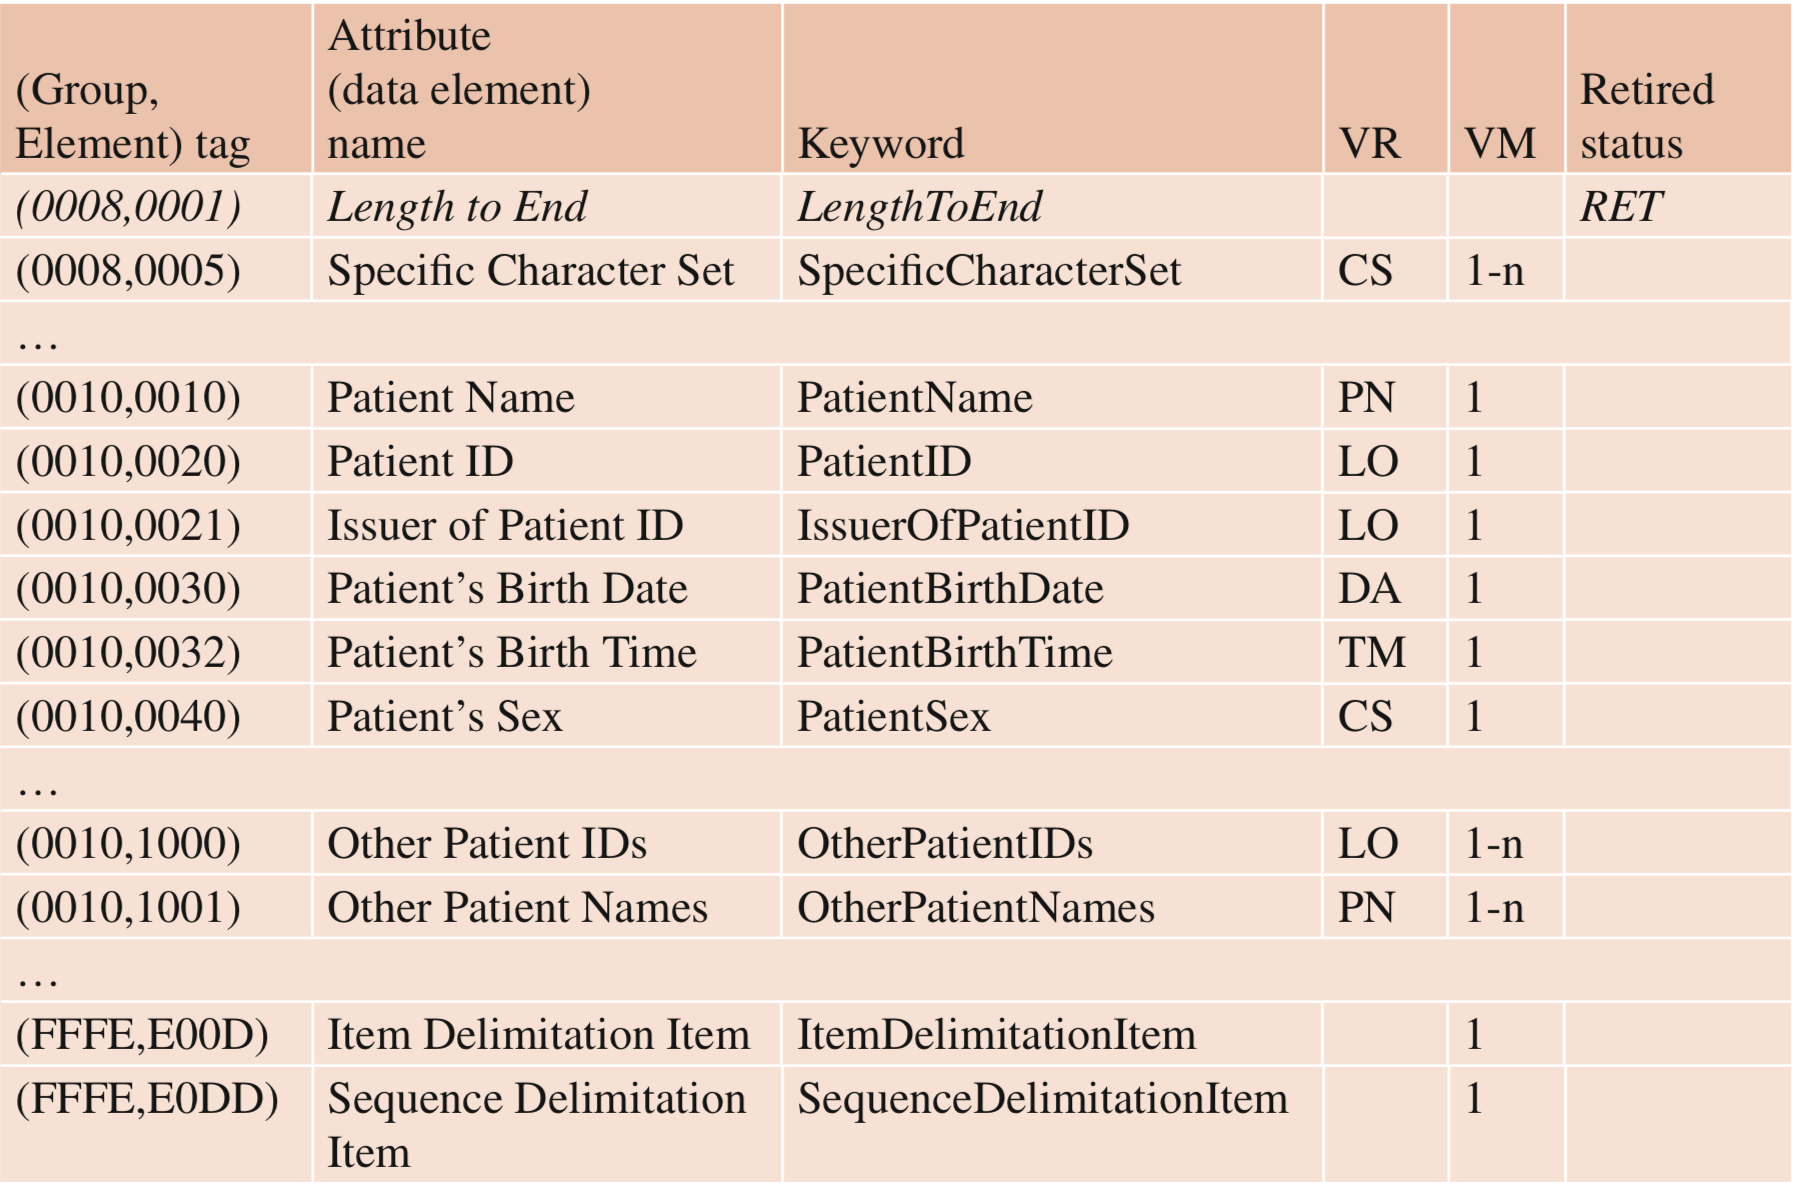 (Group, Element) tag | Attribute (data element) name | Keyword | VR | VM | Retired status
(0008,0001) | Length to End | LengthToEnd | | | RET
(0008,0005) | Specific Character Set | SpecificCharacterSet | CS | 1-n |
…
(0010,0010) | Patient Name | PatientName | PN | 1 |
(0010,0020) | Patient ID | PatientID | LO | 1 |
(0010,0021) | Issuer of Patient ID | IssuerOfPatientID | LO | 1 |
(0010,0030) | Patient’s Birth Date | PatientBirthDate | DA | 1 |
(0010,0032) | Patient’s Birth Time | PatientBirthTime | TM | 1 |
(0010,0040) | Patient’s Sex | PatientSex | CS | 1 |
…
(0010,1000) | Other Patient IDs | OtherPatientIDs | LO | 1-n |
(0010,1001) | Other Patient Names | OtherPatientNames | PN | 1-n |
…
(FFFE,E00D) | Item Delimitation Item | ItemDelimitationItem | | 1 |
(FFFE,E0DD) | Sequence Delimitation Item | SequenceDelimitationItem | | 1 |